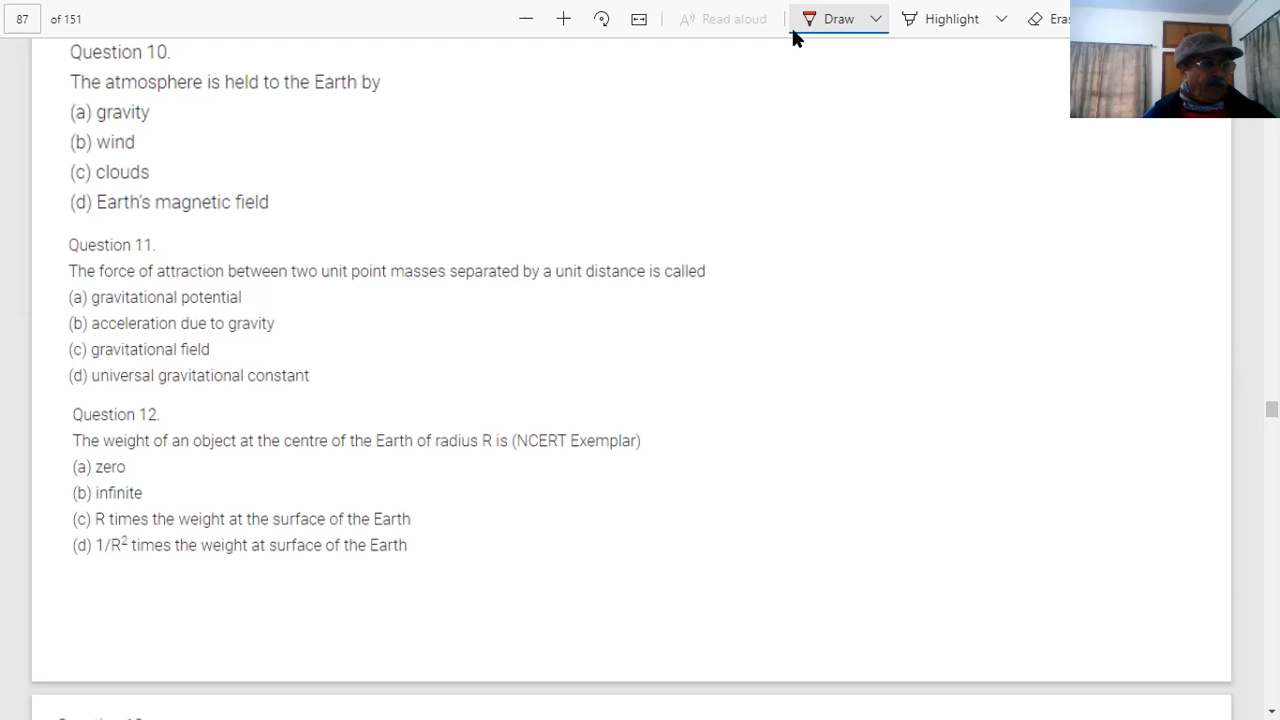 87 of 151
Read aloud
Draw
Highlight
Question 10.
The atmosphere is held to the Earth by
(a) gravity
(b) wind
(c) clouds
(d) Earth's magnetic field
Question 11.
The force of attraction between two unit point masses separated by a unit distance is called
(a) gravitational potential
(b) acceleration due to gravity
(c) gravitational field
(d) universal gravitational constant
Question 12.
The weight of an object at the centre of the Earth of radius R is (NCERT Exemplar)
(a) zero
(b) infinite
(c) R times the weight at the surface of the Earth
(d) 1/R² times the weight at surface of the Earth